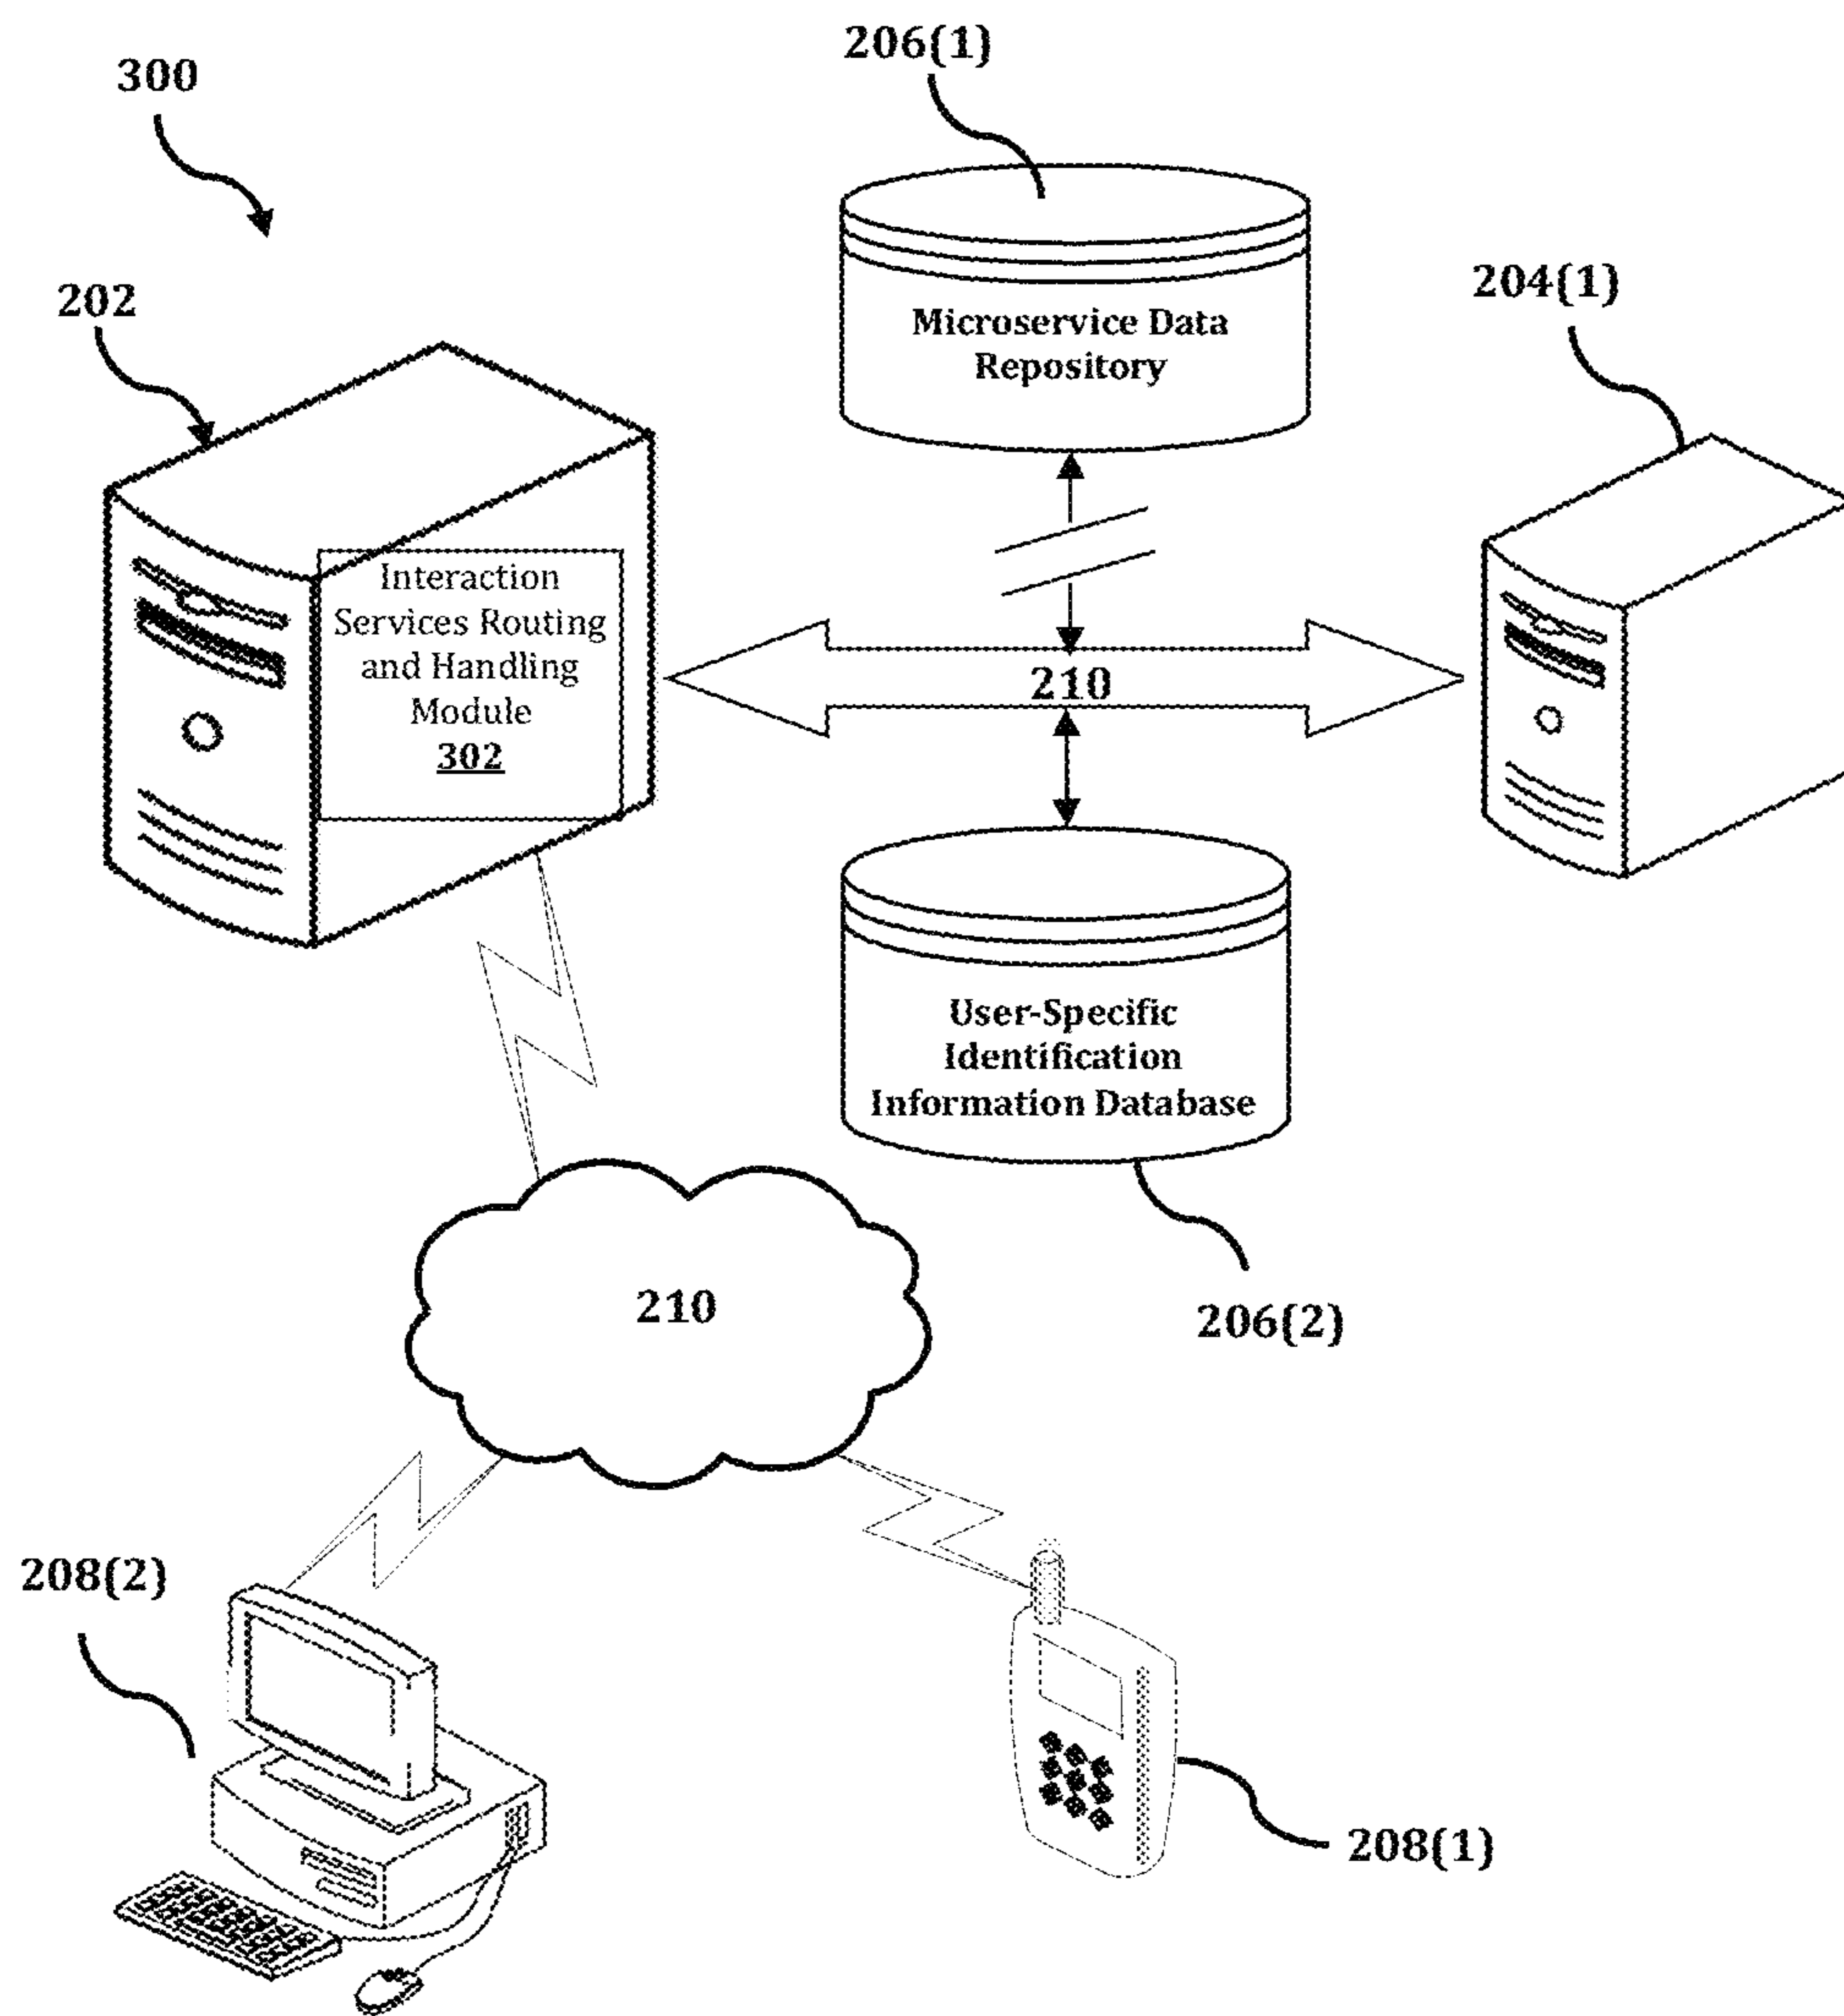 206(1)
300
Microservice Data
Repository
204(1)
202
Interaction
Services Routing
and Handling
Module
302
210
User-Specific
Identification
Information Database
206(2)
210
208(2)
208(1)